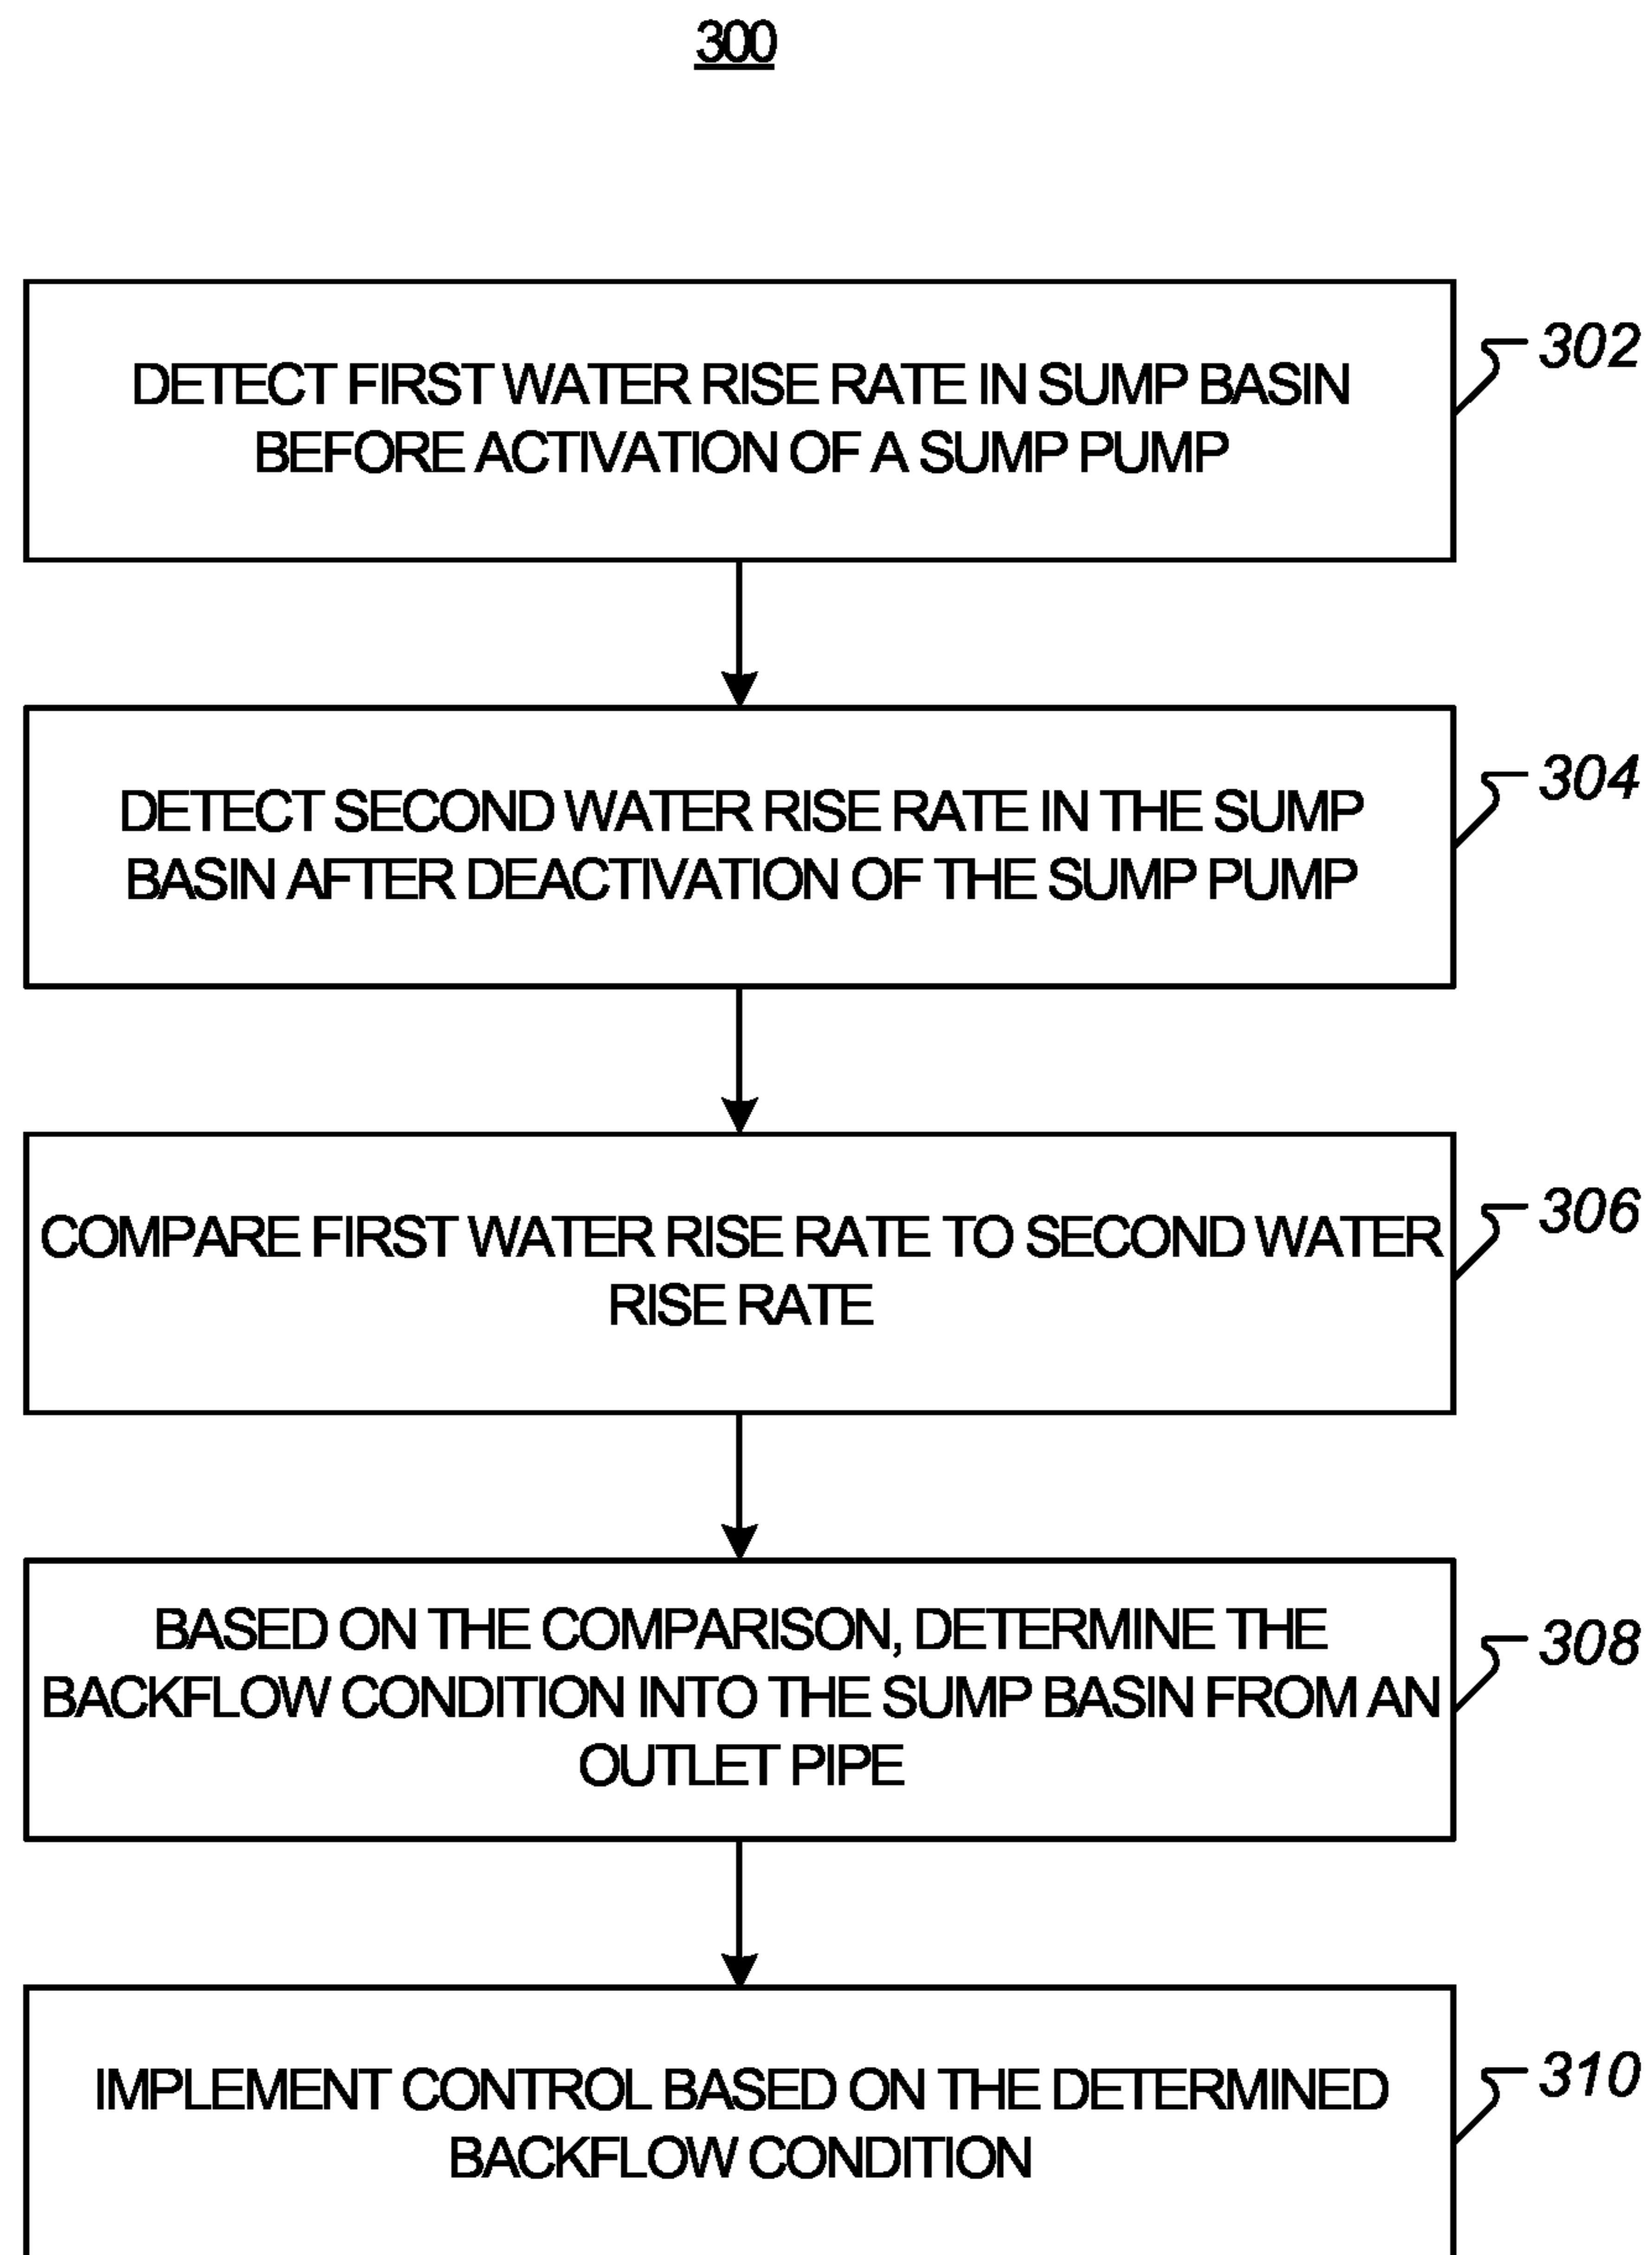 300
DETECT FIRST WATER RISE RATE IN SUMP BASIN
BEFORE ACTIVATION OF A SUMP PUMP
302
DETECT SECOND WATER RISE RATE IN THE SUMP
BASIN AFTER DEACTIVATION OF THE SUMP PUMP
304
COMPARE FIRST WATER RISE RATE TO SECOND WATER
RISE RATE
306
BASED ON THE COMPARISON, DETERMINE THE
BACKFLOW CONDITION INTO THE SUMP BASIN FROM AN
OUTLET PIPE
308
IMPLEMENT CONTROL BASED ON THE DETERMINED
BACKFLOW CONDITION
310